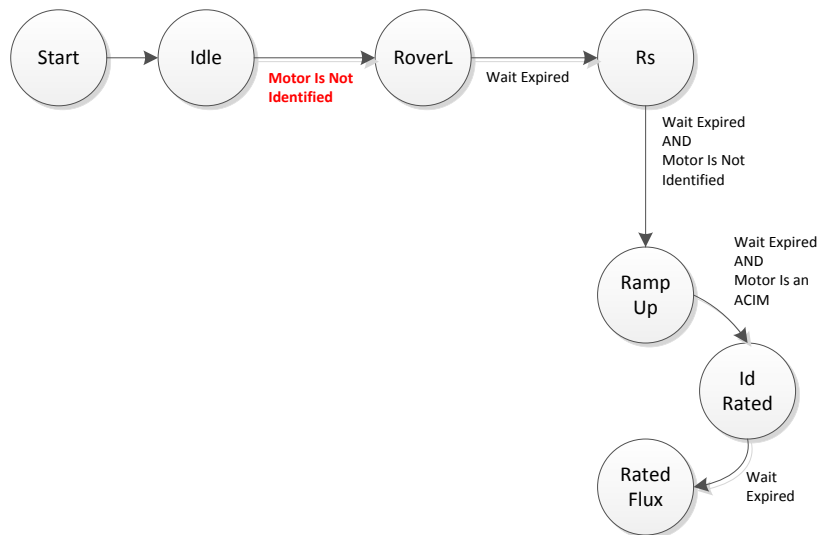 Start
Idle
Motor Is Not
Identified
RoverL
Wait Expired
Rs
Wait Expired
AND
Motor Is Not
Identified
Ramp
Up
Wait Expired
AND
Motor Is an
ACIM
Id
Rated
Wait
Expired
Rated
Flux